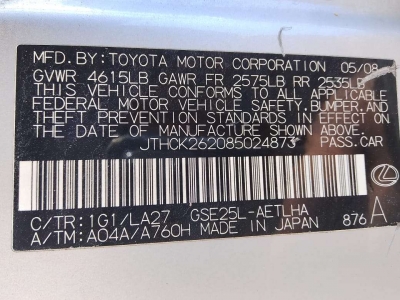 MFD.BY:TOYOTA MOTOR CORPORATION 05/08
GVWR 4615LB GAWR FR 2575LB RR 2535LB
THIS VEHICLE CONFORMS TO ALL APPLICABLE
FEDERAL MOTOR VEHICLE SAFETY, BUMPER, AND
THEFT PREVENTION STANDARDS IN EFFECT ON
THE DATE OF MANUFACTURE SHOWN ABOVE.
JTHCK262085024873 PASS.CAR
C/TR:1G1/LA27 GSE25L-AETLHA
A/TM:A04A/A760H MADE IN JAPAN 876 A